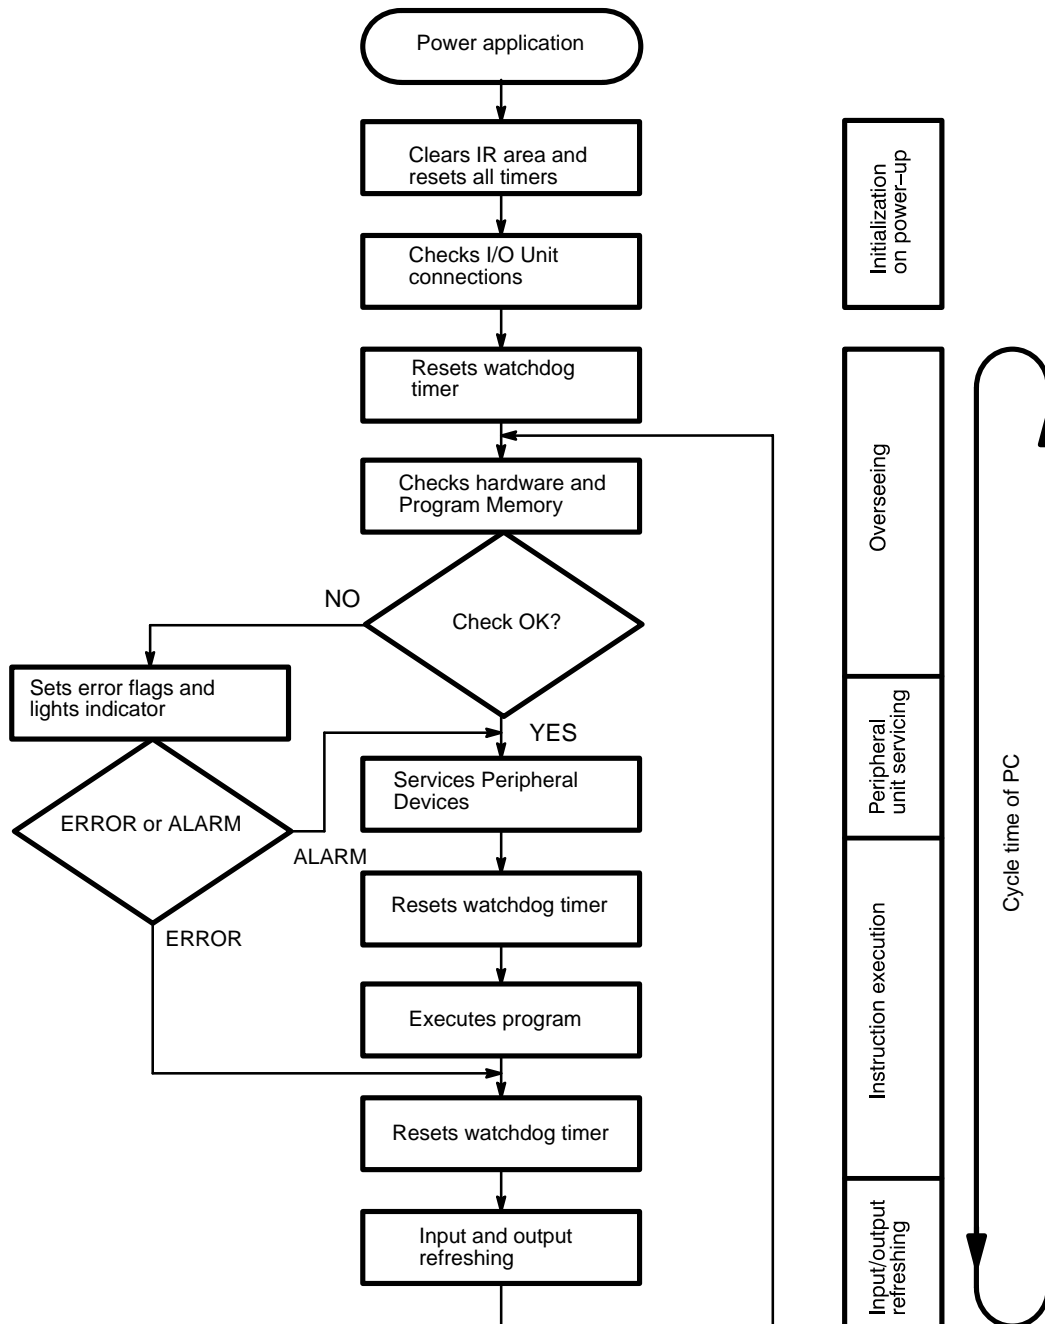 Power application
Clears IR area and
resets all timers
Checks I/O Unit
connections
Resets watchdog
timer
Checks hardware and
Program Memory
NO
Check OK?
Sets error flags and
lights indicator
YES
Services Peripheral
Devices
ERROR or ALARM
ALARM
Resets watchdog timer
ERROR
Executes program
Resets watchdog timer
Input and output
refreshing
Initialization
on power–up
Overseeing
Peripheral
unit servicing
Instruction execution
Input/output
refreshing
Cycle time of PC